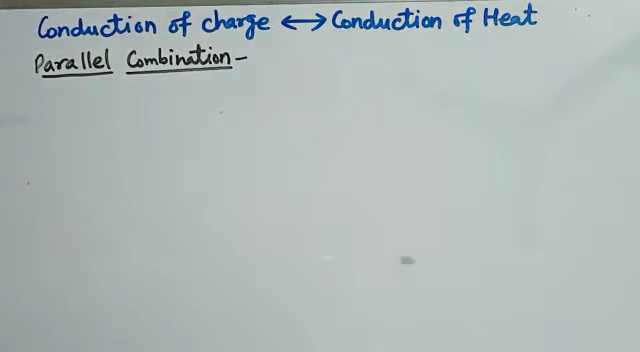 Conduction of charge ↔ Conduction of Heat
Parallel Combination -